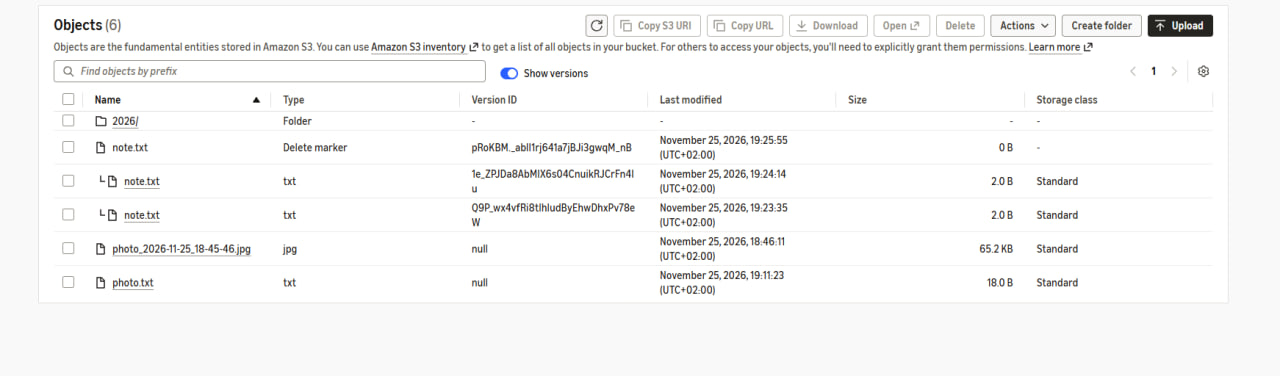 Objects (6)
Copy S3 URI
Copy URL
Download
Open
Delete
Actions
Create folder
Upload
Objects are the fundamental entities stored in Amazon S3. You can use Amazon S3 inventory to get a list of all objects in your bucket. For others to access your objects, you'll need to explicitly grant them permissions. Learn more
Find objects by prefix
Show versions
1
Name Type Version ID Last modified Size Storage class
2026/ Folder - - - -
note.txt Delete marker November 25, 2026, 19:25:55 (UTC+02:00) 0 B -
note.txt txt November 25, 2026, 19:24:14 (UTC+02:00) 2.0 B Standard
note.txt txt November 25, 2026, 19:23:35 (UTC+02:00) 2.0 B Standard
photo_2026-11-25_18-45-46.jpg jpg null November 25, 2026, 18:46:11 (UTC+02:00) 65.2 KB Standard
photo.txt txt null November 25, 2026, 19:11:23 (UTC+02:00) 18.0 B Standard